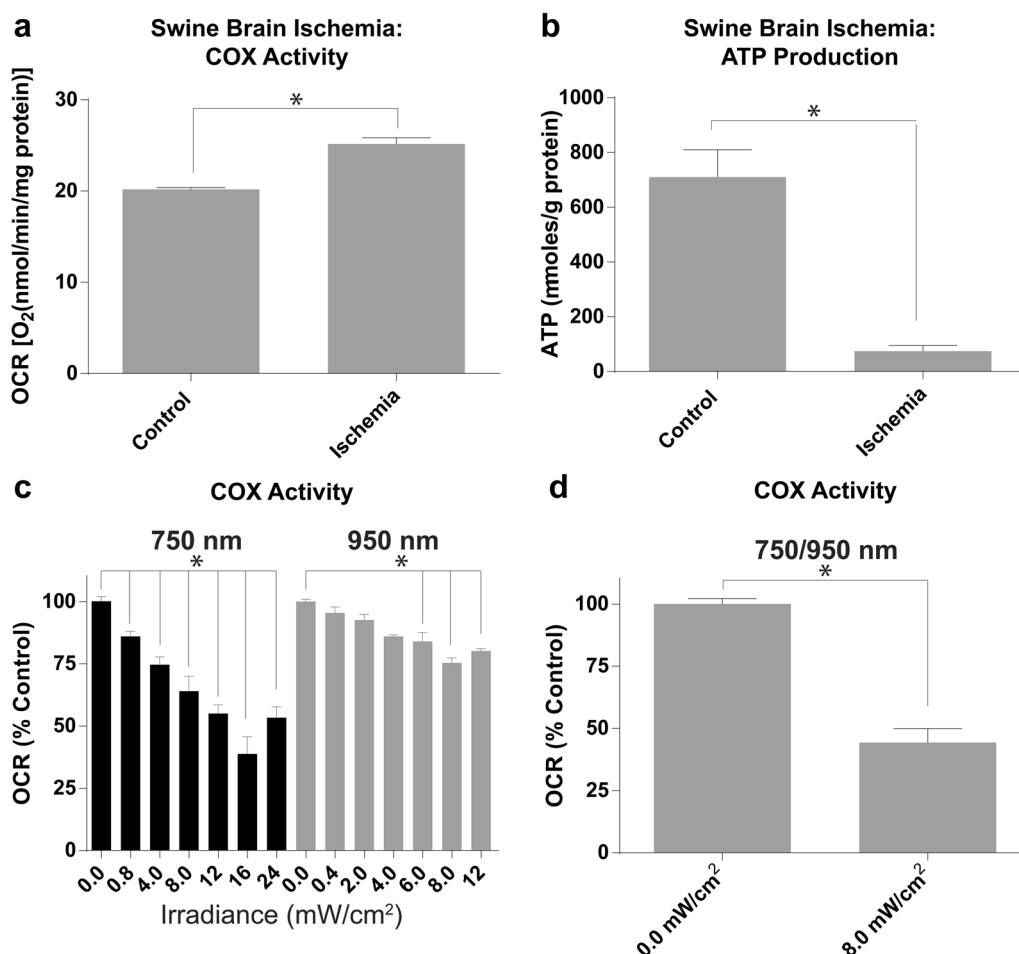 a
Swine Brain Ischemia:
COX Activity
OCR [O₂(nmol/min/mg protein)]
30
20
10
0
*
Control
Ischemia
b
Swine Brain Ischemia:
ATP Production
ATP (nmoles/g protein)
1000
800
600
400
200
0
*
Control
Ischemia
c
COX Activity
750 nm
950 nm
*
*
OCR (% Control)
100
75
50
25
0
0.0 0.8 4.0 8.0 12 16 24 0.0 0.4 2.0 4.0 6.0 8.0 12
Irradiance (mW/cm²)
d
COX Activity
750/950 nm
*
OCR (% Control)
100
75
50
25
0
0.0 mW/cm²
8.0 mW/cm²